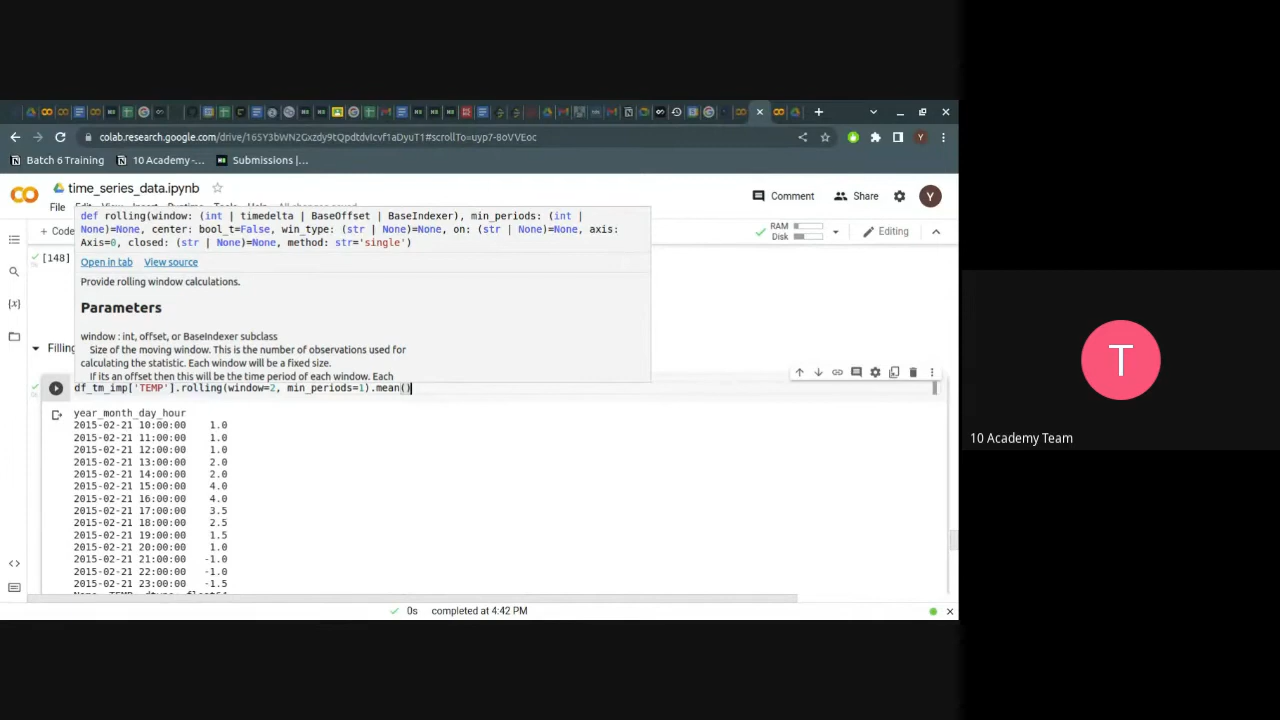 colab.research.google.com/drive/165Y3bWN2Gxzdy9tQpdtdvIcvf1aDyuT1#scrollTo=uyp7-8oVVEoc
Y
Batch 6 Training
10 Academy -...
Submissions |...
time_series_data.ipynb
Comment
Share
Y
File
def rolling(window: (int | timedelta | BaseOffset | BaseIndexer), min_periods: (int |
None)=None, center: bool_t=False, win_type: (str | None)=None, on: (str | None)=None, axis:
Axis=0, closed: (str | None)=None, method: str='single')
+ Code
RAM
Disk
Editing
[148]
Open in tab View source
Provide rolling window calculations.
Parameters
window : int, offset, or BaseIndexer subclass
Size of the moving window. This is the number of observations used for
calculating the statistic. Each window will be a fixed size.
If its an offset then this will be the time period of each window. Each
Filling
df_tm_imp['TEMP'].rolling(window=2, min_periods=1).mean()
year_month_day_hour
2015-02-21 10:00:00 1.0
2015-02-21 11:00:00 1.0
2015-02-21 12:00:00 1.0
2015-02-21 13:00:00 2.0
2015-02-21 14:00:00 2.0
2015-02-21 15:00:00 4.0
2015-02-21 16:00:00 4.0
2015-02-21 17:00:00 3.5
2015-02-21 18:00:00 2.5
2015-02-21 19:00:00 1.5
2015-02-21 20:00:00 1.0
2015-02-21 21:00:00 -1.0
2015-02-21 22:00:00 -1.0
2015-02-21 23:00:00 -1.5
0s completed at 4:42 PM
T
10 Academy Team